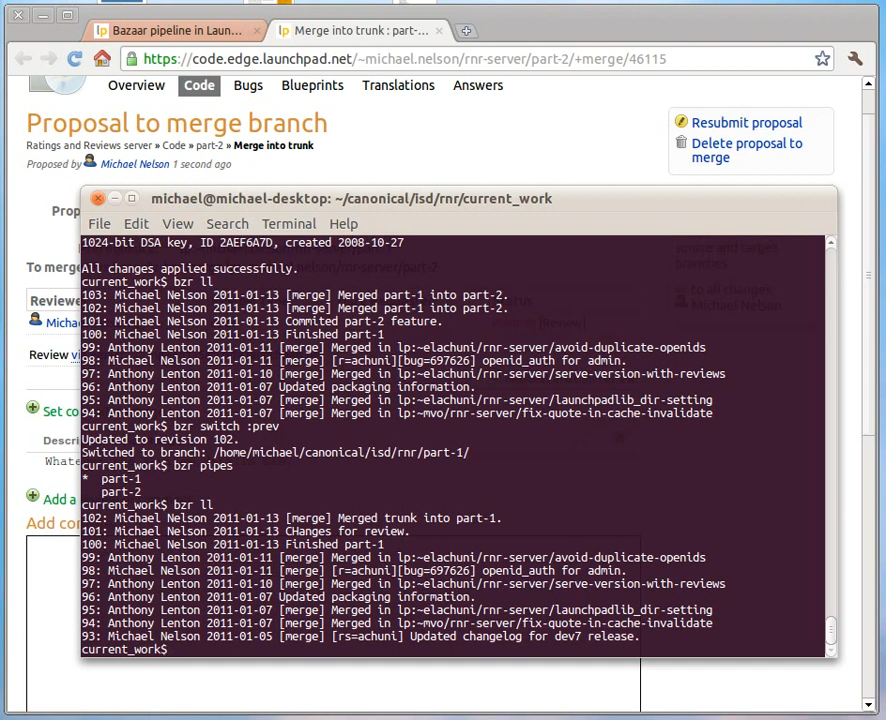 Bazaar pipeline in Laun...
Merge into trunk : part-...
https://code.edge.launchpad.net/~michael.nelson/rnr-server/part-2/+merge/46115
Overview Code Bugs Blueprints Translations Answers
Proposal to merge branch
Ratings and Reviews server » Code » part-2 » Merge into trunk
Proposed by Michael Nelson 1 second ago
Resubmit proposal
Delete proposal to
merge
Prop
To merge
Reviewe
Micha
Review vi
Set co
Descri
Whate
Add a
Add con
michael@michael-desktop: ~/canonical/isd/rnr/current_work
File Edit View Search Terminal Help
1024-bit DSA key, ID 2AEF6A7D, created 2008-10-27
All changes applied successfully.
current_work$ bzr ll
103: Michael Nelson 2011-01-13 [merge] Merged part-1 into part-2.
102: Michael Nelson 2011-01-13 [merge] Merged part-1 into part-2.
101: Michael Nelson 2011-01-13 Commited part-2 feature.
100: Michael Nelson 2011-01-13 Finished part-1
99: Anthony Lenton 2011-01-11 [merge] Merged in lp:~elachuni/rnr-server/avoid-duplicate-openids
98: Michael Nelson 2011-01-11 [merge] [r=achuni][bug=697626] openid_auth for admin.
97: Anthony Lenton 2011-01-10 [merge] Merged in lp:~elachuni/rnr-server/serve-version-with-reviews
96: Anthony Lenton 2011-01-07 Updated packaging information.
95: Anthony Lenton 2011-01-07 [merge] Merged in lp:~elachuni/rnr-server/launchpadlib_dir-setting
94: Anthony Lenton 2011-01-07 [merge] Merged in lp:~mvo/rnr-server/fix-quote-in-cache-invalidate
current_work$ bzr switch :prev
Updated to revision 102.
Switched to branch: /home/michael/canonical/isd/rnr/part-1/
current_work$ bzr pipes
* part-1
part-2
current_work$ bzr ll
102: Michael Nelson 2011-01-13 [merge] Merged trunk into part-1.
101: Michael Nelson 2011-01-13 CHanges for review.
100: Michael Nelson 2011-01-13 Finished part-1
99: Anthony Lenton 2011-01-11 [merge] Merged in lp:~elachuni/rnr-server/avoid-duplicate-openids
98: Michael Nelson 2011-01-11 [merge] [r=achuni][bug=697626] openid_auth for admin.
97: Anthony Lenton 2011-01-10 [merge] Merged in lp:~elachuni/rnr-server/serve-version-with-reviews
96: Anthony Lenton 2011-01-07 Updated packaging information.
95: Anthony Lenton 2011-01-07 [merge] Merged in lp:~elachuni/rnr-server/launchpadlib_dir-setting
94: Anthony Lenton 2011-01-07 [merge] Merged in lp:~mvo/rnr-server/fix-quote-in-cache-invalidate
93: Michael Nelson 2011-01-05 [merge] [rs=achuni] Updated changelog for dev7 release.
current_work$